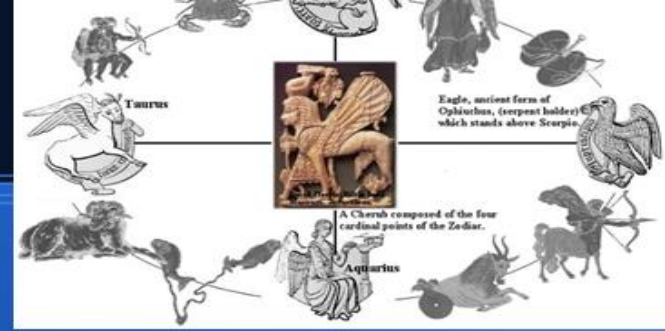 Taurus
Eagle, ancient form of
Ophiuchus, (serpent holder)
which stands above Scorpio.
A Cherub composed of the four
cardinal points of the Zodiac.
Aquarius